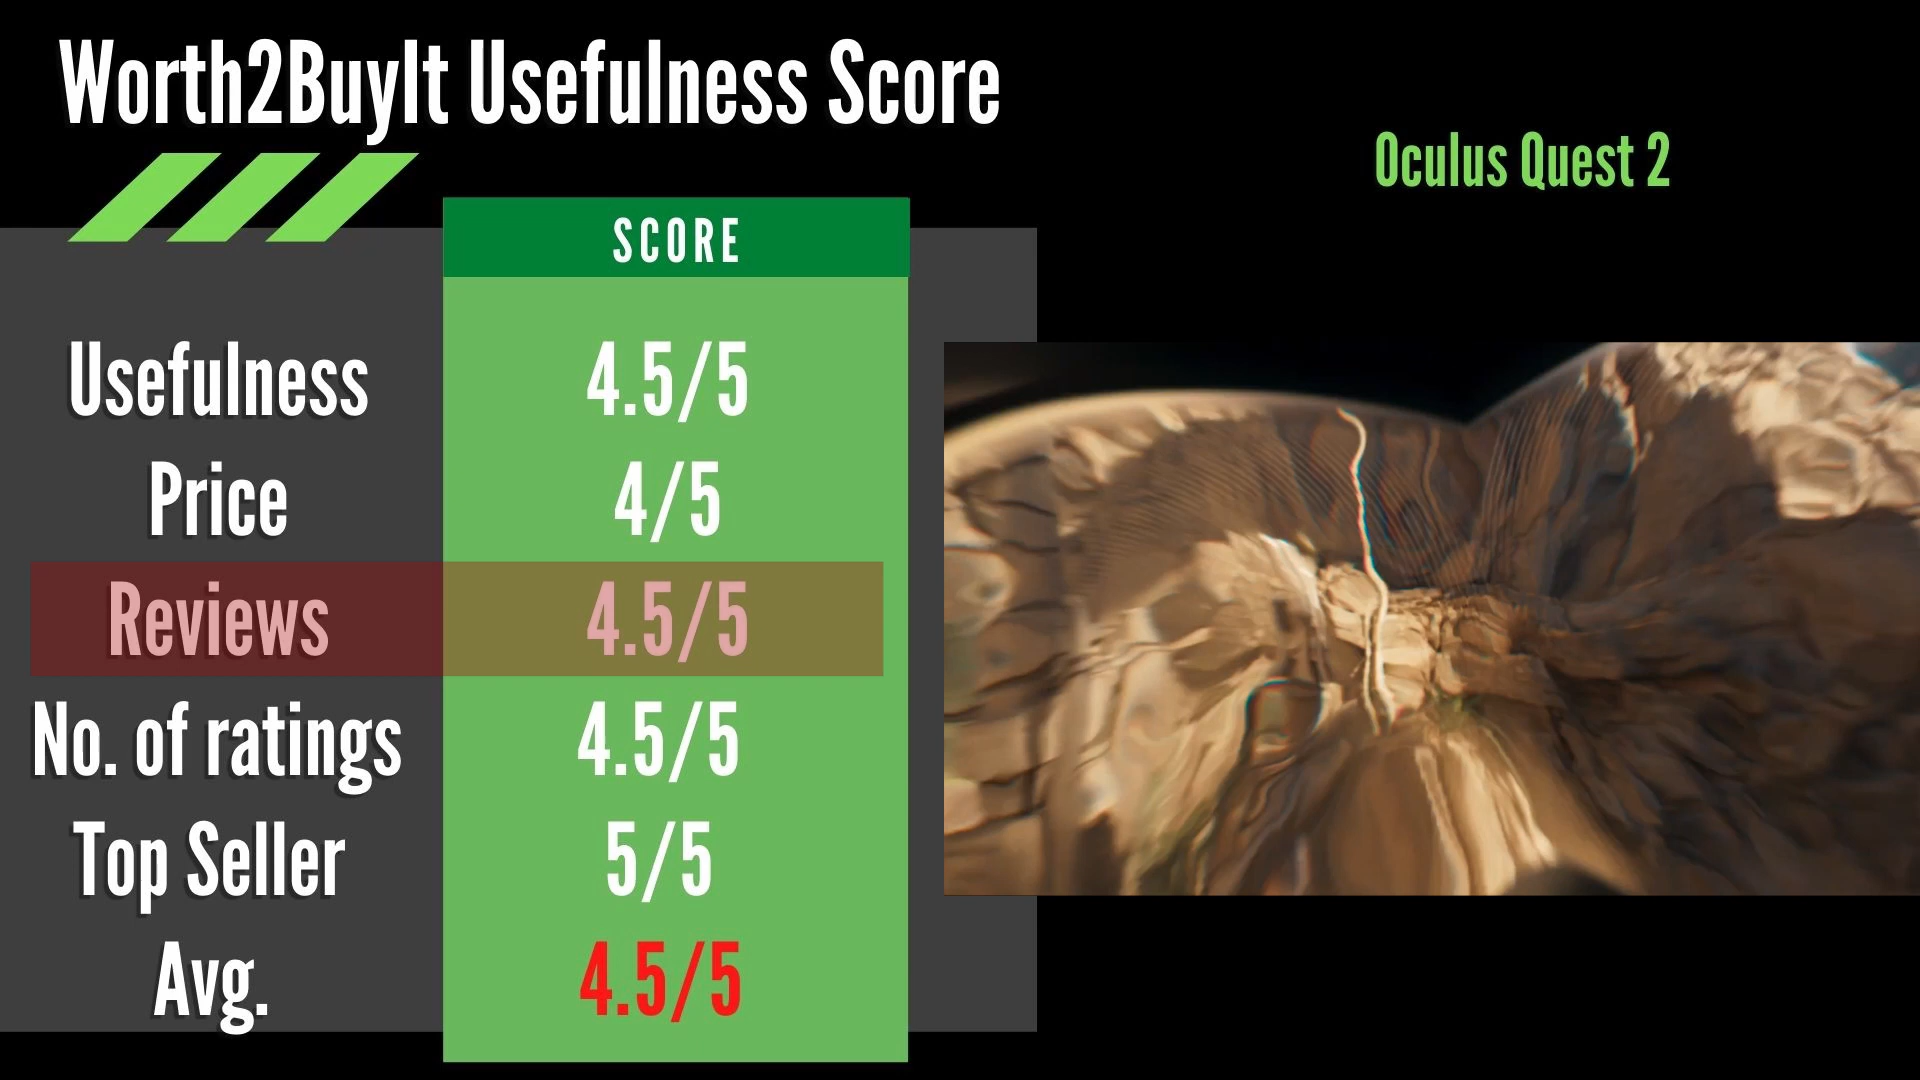 Worth2BuyIt Usefulness Score
Oculus Quest 2
SCORE
Usefulness 4.5/5
Price 4/5
Reviews 4.5/5
No. of ratings 4.5/5
Top Seller 5/5
Avg. 4.5/5